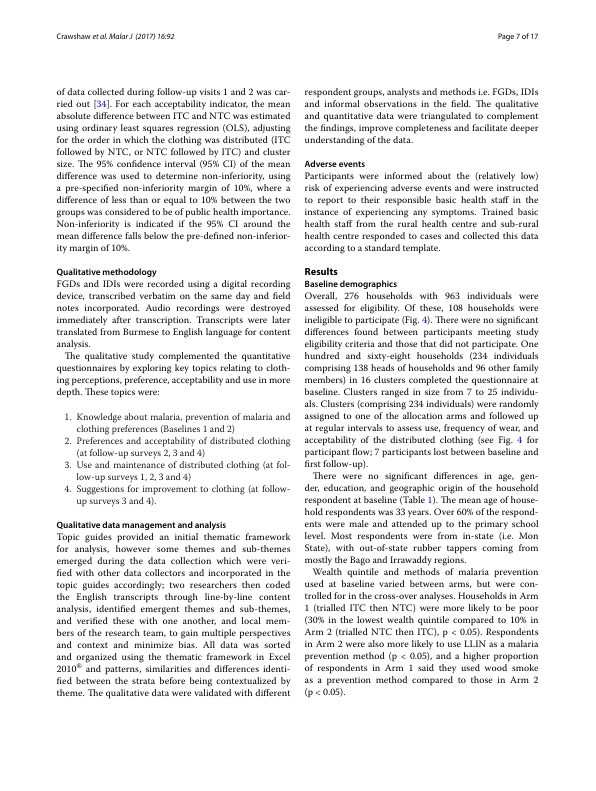 Crawshaw et al. Malar J (2017) 16:92
Page 7 of 17
of data collected during follow-up visits 1 and 2 was car-
ried out [34]. For each acceptability indicator, the mean
absolute difference between ITC and NTC was estimated
using ordinary least squares regression (OLS), adjusting
for the order in which the clothing was distributed (ITC
followed by NTC, or NTC followed by ITC) and cluster
size. The 95% confidence interval (95% CI) of the mean
difference was used to determine non-inferiority, using
a pre-specified non-inferiority margin of 10%, where a
difference of less than or equal to 10% between the two
groups was considered to be of public health importance.
Non-inferiority is indicated if the 95% CI around the
mean difference falls below the pre-defined non-inferior-
ity margin of 10%.
Qualitative methodology
FGDs and IDIs were recorded using a digital recording
device, transcribed verbatim on the same day and field
notes incorporated. Audio recordings were destroyed
immediately after transcription. Transcripts were later
translated from Burmese to English language for content
analysis.
The qualitative study complemented the quantitative
questionnaires by exploring key topics relating to cloth-
ing perceptions, preference, acceptability and use in more
depth. These topics were:
1. Knowledge about malaria, prevention of malaria and
clothing preferences (Baselines 1 and 2)
2. Preferences and acceptability of distributed clothing
(at follow-up surveys 2, 3 and 4)
3. Use and maintenance of distributed clothing (at fol-
low-up surveys 1, 2, 3 and 4)
4. Suggestions for improvement to clothing (at follow-
up surveys 3 and 4).
Qualitative data management and analysis
Topic guides provided an initial thematic framework
for analysis, however some themes and sub-themes
emerged during the data collection which were veri-
fied with other data collectors and incorporated in the
topic guides accordingly; two researchers then coded
the English transcripts through line-by-line content
analysis, identified emergent themes and sub-themes,
and verified these with one another, and local mem-
bers of the research team, to gain multiple perspectives
and context and minimize bias. All data was sorted
and organized using the thematic framework in Excel
2010® and patterns, similarities and differences identi-
fied between the strata before being contextualized by
theme. The qualitative data were validated with different
respondent groups, analysts and methods i.e. FGDs, IDIs
and informal observations in the field. The qualitative
and quantitative data were triangulated to complement
the findings, improve completeness and facilitate deeper
understanding of the data.
Adverse events
Participants were informed about the (relatively low)
risk of experiencing adverse events and were instructed
to report to their responsible basic health staff in the
instance of experiencing any symptoms. Trained basic
health staff from the rural health centre and sub-rural
health centre responded to cases and collected this data
according to a standard template.
Results
Baseline demographics
Overall, 276 households with 963 individuals were
assessed for eligibility. Of these, 108 households were
ineligible to participate (Fig. 4). There were no significant
differences found between participants meeting study
eligibility criteria and those that did not participate. One
hundred and sixty-eight households (234 individuals
comprising 138 heads of households and 96 other family
members) in 16 clusters completed the questionnaire at
baseline. Clusters ranged in size from 7 to 25 individu-
als. Clusters (comprising 234 individuals) were randomly
assigned to one of the allocation arms and followed up
at regular intervals to assess use, frequency of wear, and
acceptability of the distributed clothing (see Fig. 4 for
participant flow; 7 participants lost between baseline and
first follow-up).
There were no significant differences in age, gen-
der, education, and geographic origin of the household
respondent at baseline (Table 1). The mean age of house-
hold respondents was 33 years. Over 60% of the respond-
ents were male and attended up to the primary school
level. Most respondents were from in-state (i.e. Mon
State), with out-of-state rubber tappers coming from
mostly the Bago and Irrawaddy regions.
Wealth quintile and methods of malaria prevention
used at baseline varied between arms, but were con-
trolled for in the cross-over analyses. Households in Arm
1 (trialled ITC then NTC) were more likely to be poor
(30% in the lowest wealth quintile compared to 10% in
Arm 2 (trialled NTC then ITC), p < 0.05). Respondents
in Arm 2 were also more likely to use LLIN as a malaria
prevention method (p < 0.05), and a higher proportion
of respondents in Arm 1 said they used wood smoke
as a prevention method compared to those in Arm 2
(p < 0.05).